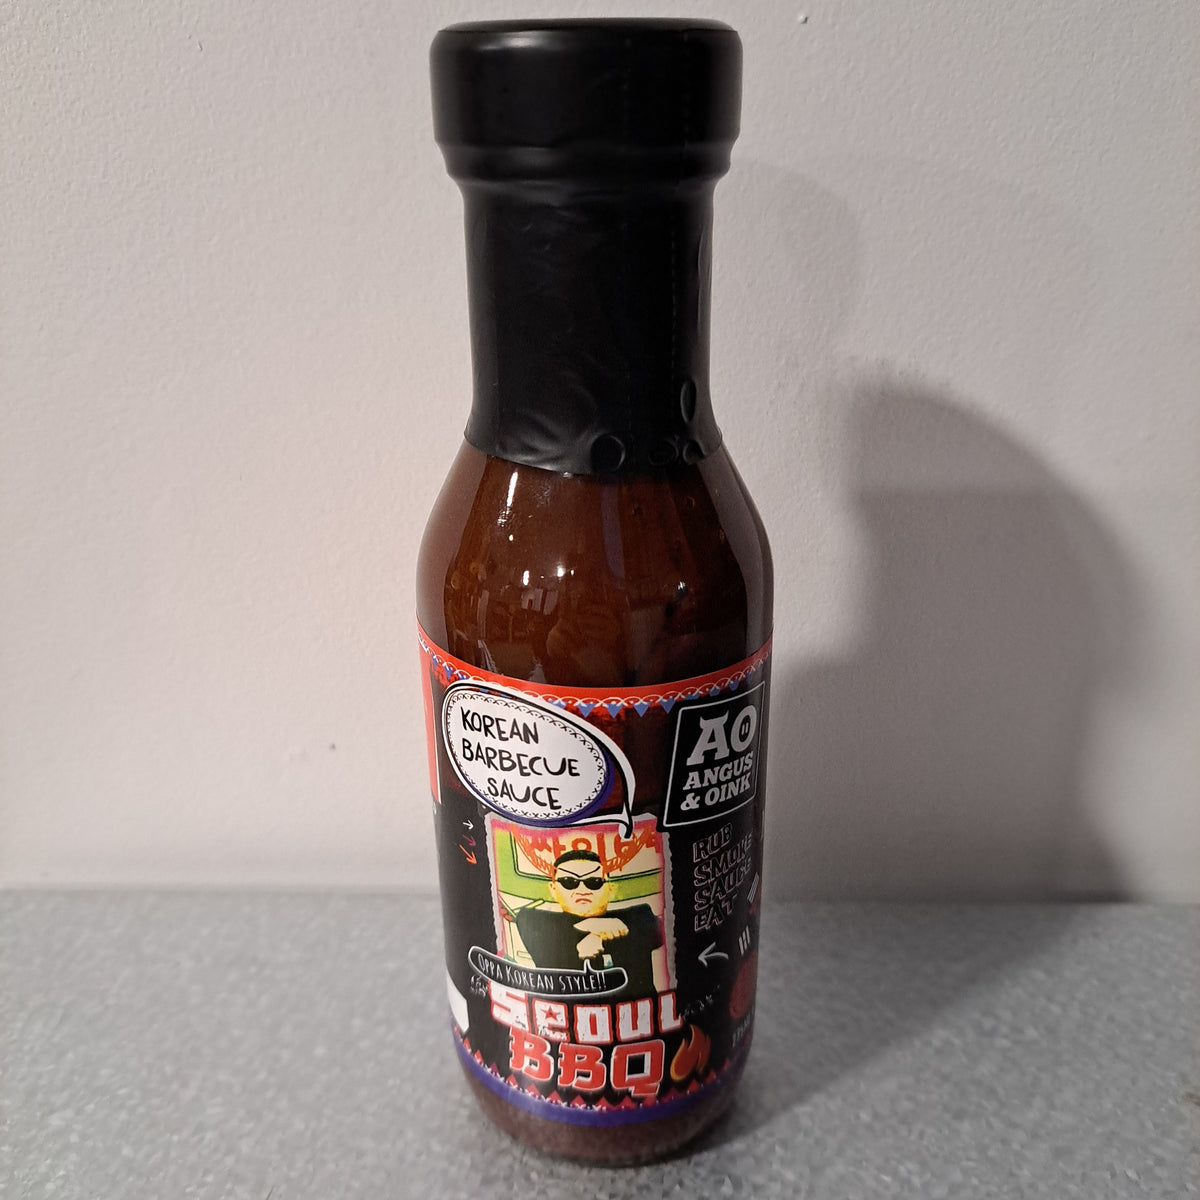 KOREAN
BARBECUE
SAUCE
AO
ANGUS
& OINK
RUB
SMOKE
SAUCE
EAT
OPPA KOREAN STYLE!!
Seoul
BBQ